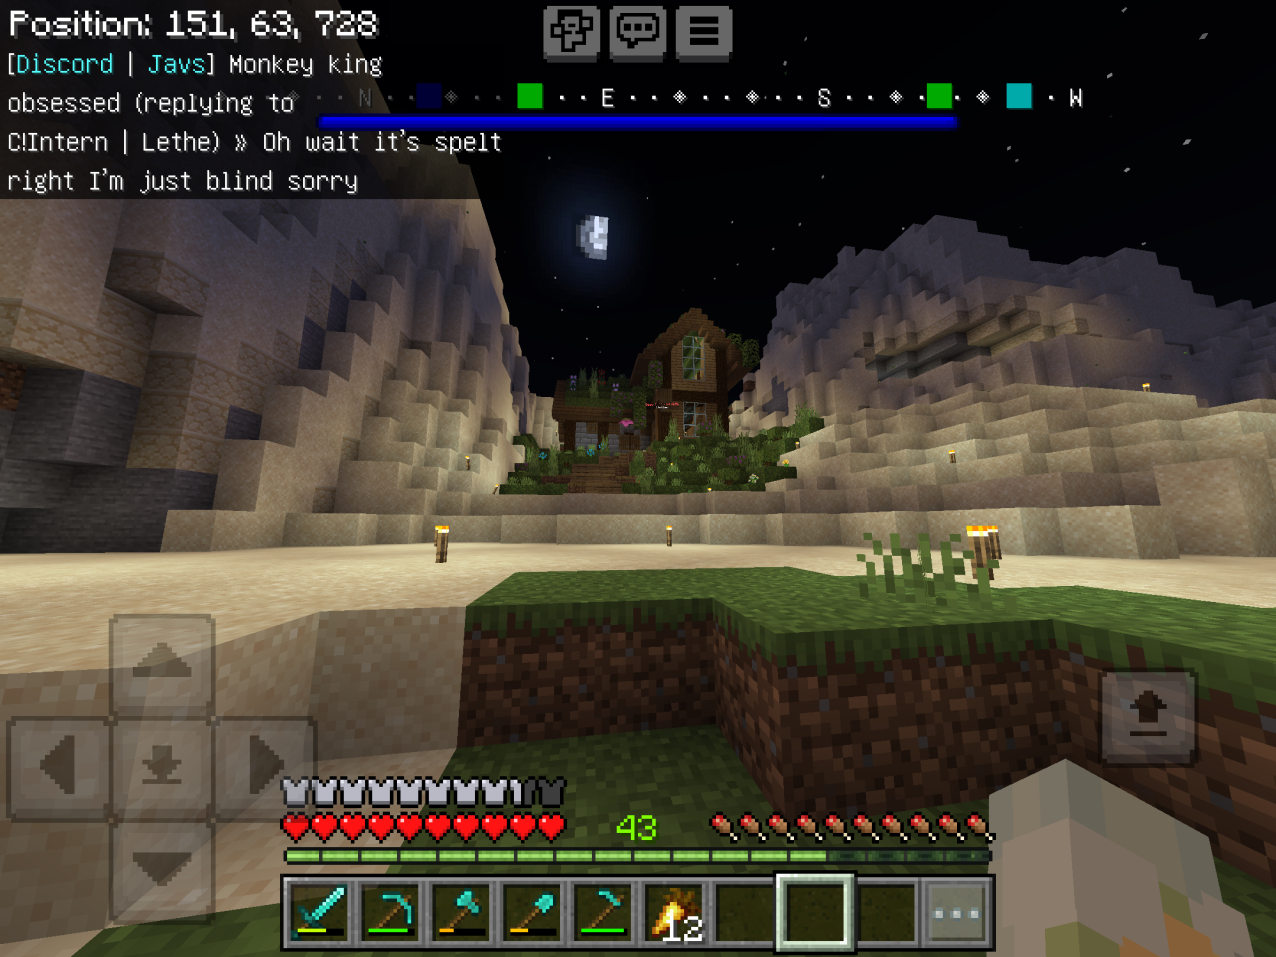 Position: 151, 63, 728
[Discord | Javs] Monkey king
obsessed (replying to
C!Intern | Lethe) » Oh wait it's spelt
right I'm just blind sorry
N E S W
43
12